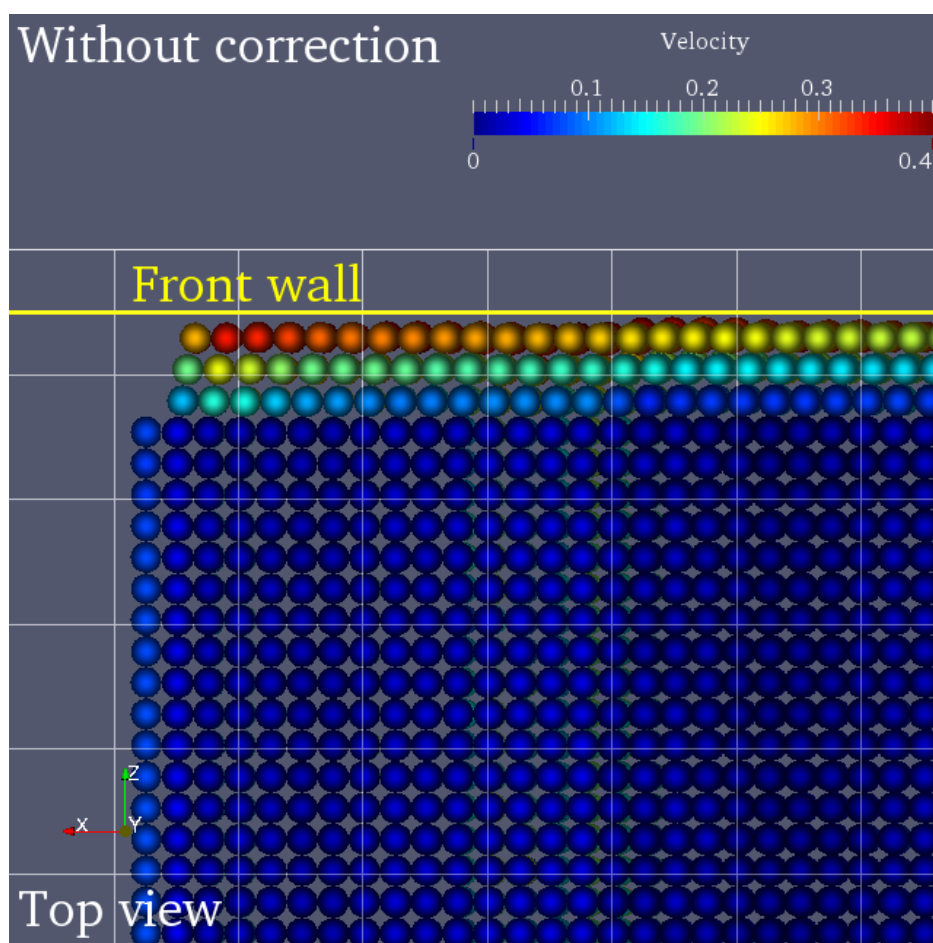 Without correction
Velocity
0.1 0.2 0.3
0 0.4
Front wall
Z
X Y
Top view